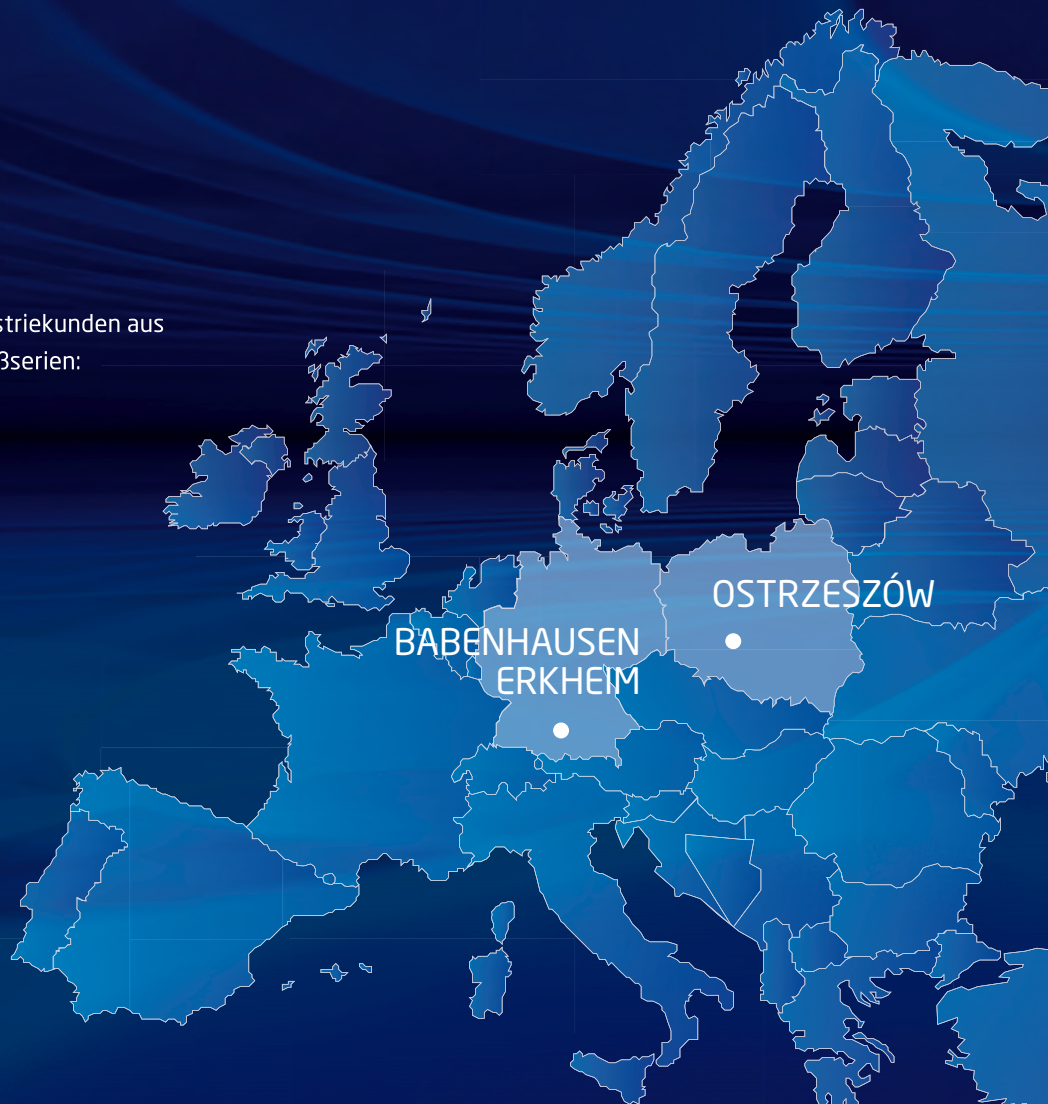 striekunden aus
ßserien:
OSTRZESZÓW
BABENHAUSEN
ERKHEIM